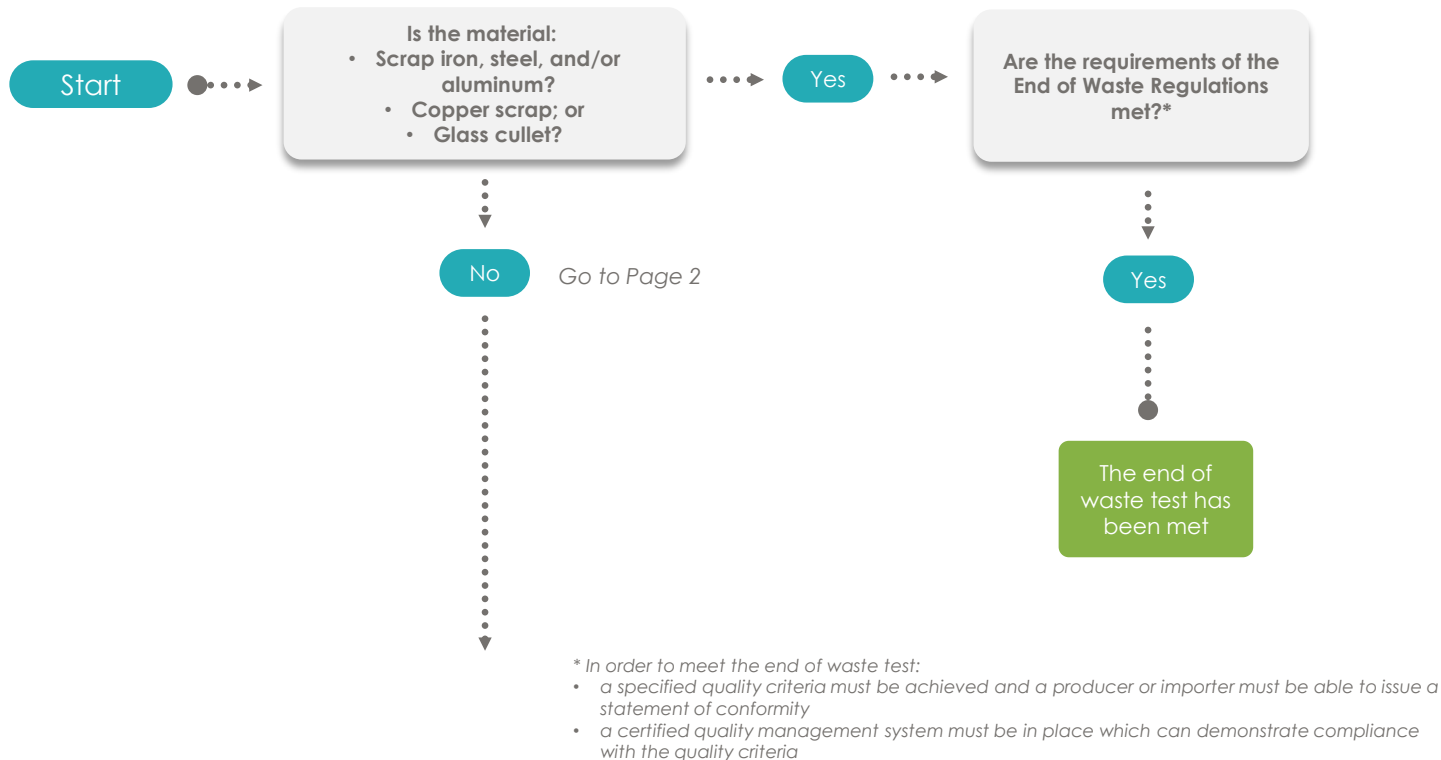 Start
Is the material:
• Scrap iron, steel, and/or
aluminum?
• Copper scrap; or
• Glass cullet?
Yes
Are the requirements of the
End of Waste Regulations
met?*
No
Go to Page 2
Yes
The end of
waste test has
been met
* In order to meet the end of waste test:
• a specified quality criteria must be achieved and a producer or importer must be able to issue a
statement of conformity
• a certified quality management system must be in place which can demonstrate compliance
with the quality criteria